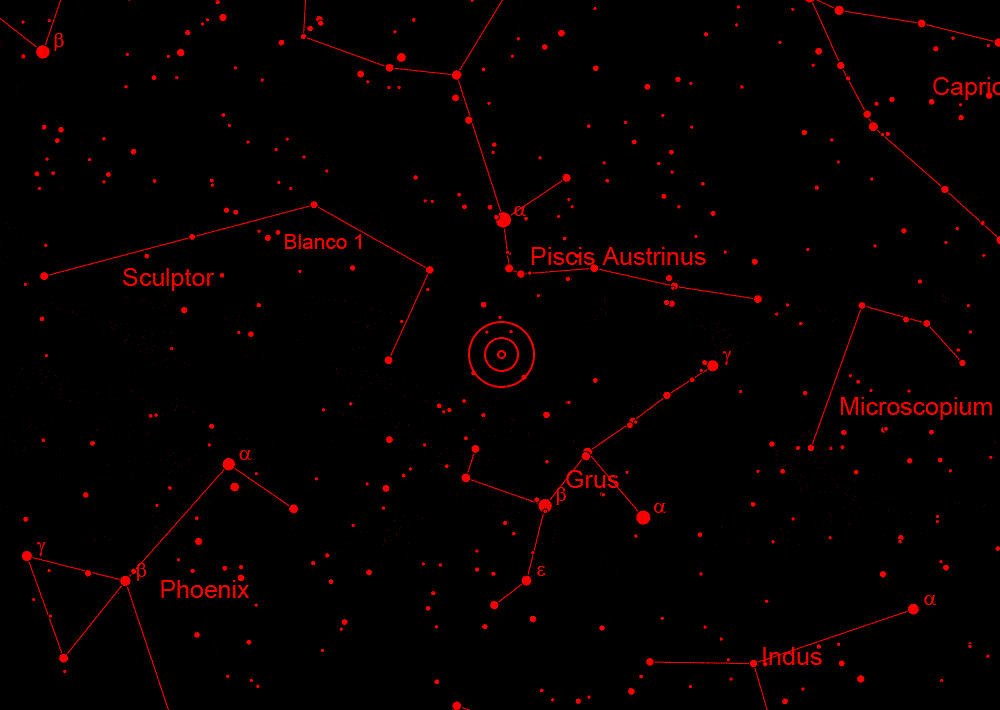 β
Capric
α
Blanco 1
Piscis Austrinus
Sculptor
γ
Microscopium
α
Grus
β
α
γ
β
ε
Phoenix
α
Indus